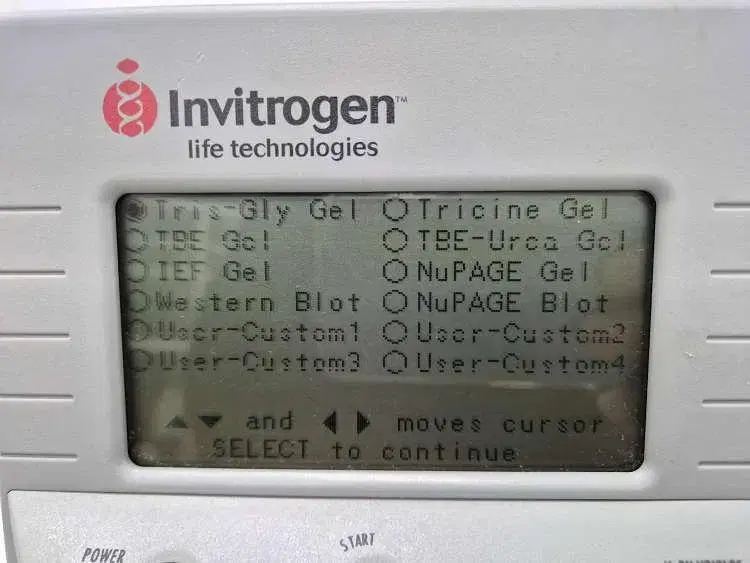 Invitrogen™
life technologies
Tris-Gly Gel Tricine Gel
TBE Gel TBE-Urea Gel
IEF Gel NuPAGE Gel
Western Blot NuPAGE Blot
User-Custom1 User-Custom2
User-Custom3 User-Custom4
▲▼ and ◀▶ moves cursor
SELECT to continue
POWER START